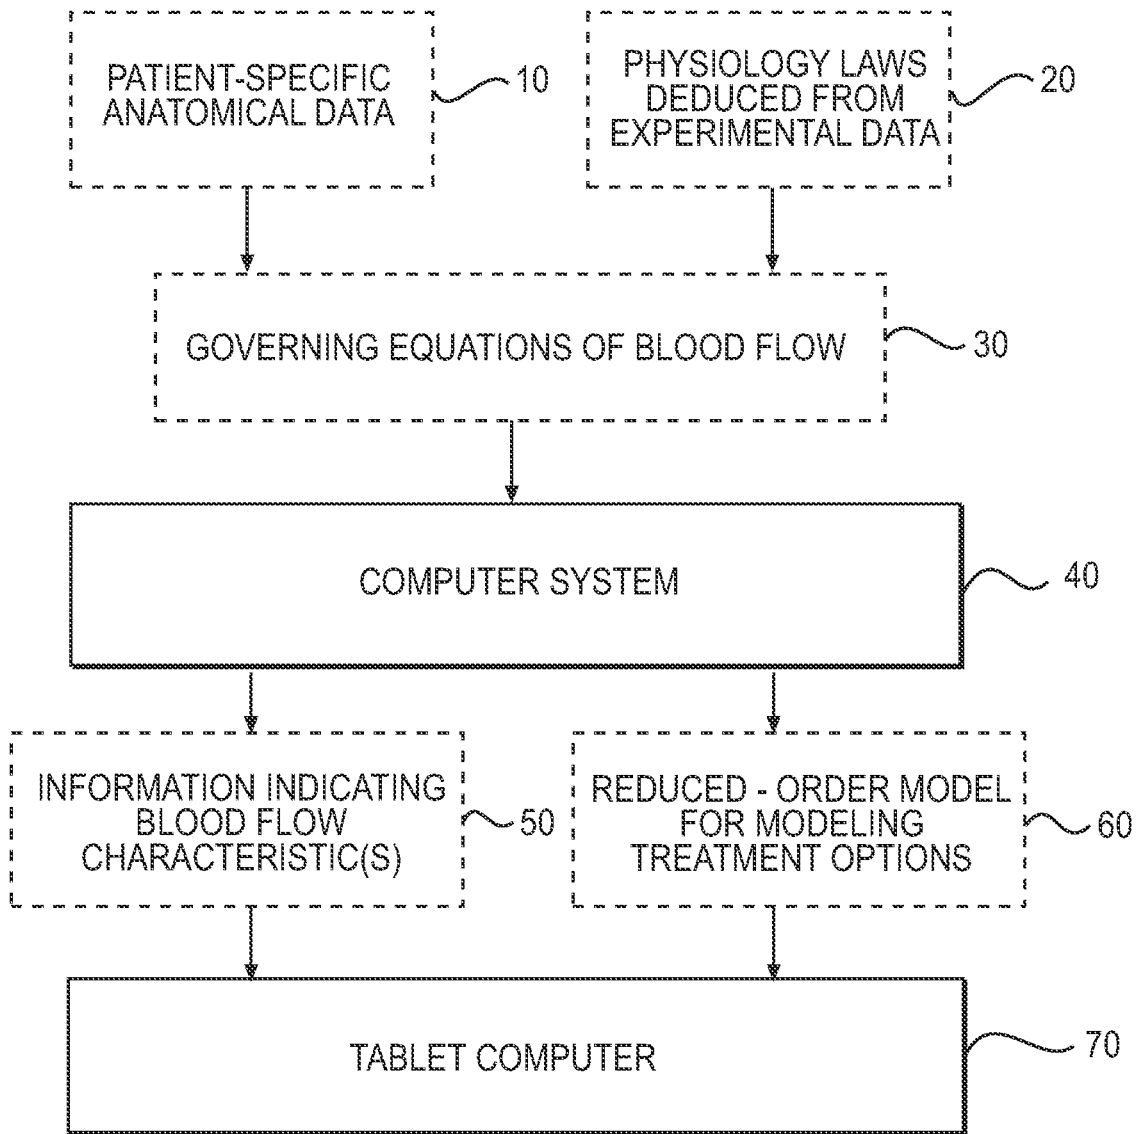 PATIENT-SPECIFIC
ANATOMICAL DATA
10
PHYSIOLOGY LAWS
DEDUCED FROM
EXPERIMENTAL DATA
20
GOVERNING EQUATIONS OF BLOOD FLOW
30
COMPUTER SYSTEM
40
INFORMATION INDICATING
BLOOD FLOW
CHARACTERISTIC(S)
50
REDUCED - ORDER MODEL
FOR MODELING
TREATMENT OPTIONS
60
TABLET COMPUTER
70